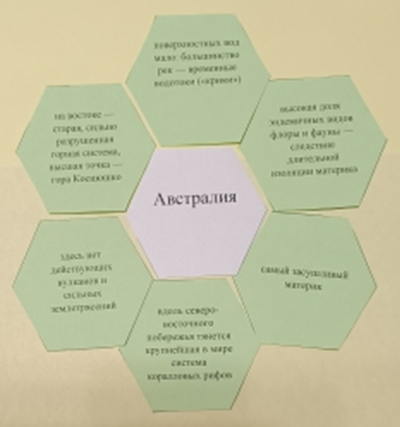 поверхностных вод
мало: большинство
рек — временные
водотоки («крики»)
на востоке —
старая, сильно
разрушенная
горная система,
высшая точка —
гора Косцюшко
высокая доля
эндемичных видов
флоры и фауны —
следствие
длительной
изоляции материка
Австралия
здесь нет
действующих
вулканов и
сильных
землетрясений
самый засушливый
материк
вдоль северо-
восточного
побережья тянется
крупнейшая в мире
система
коралловых рифов